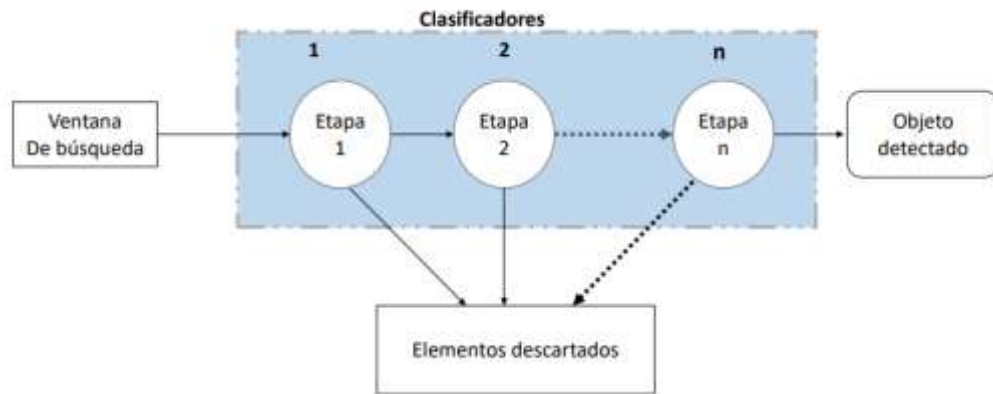 Clasificadores
1
2
n
Ventana
De búsqueda
Etapa
1
Etapa
2
Etapa
n
Objeto
detectado
Elementos descartados